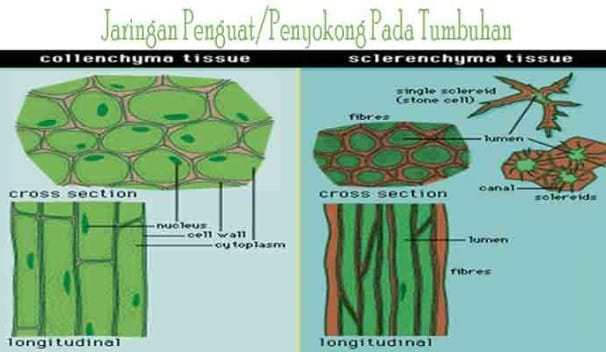 Jaringan Penguat/Penyokong Pada Tumbuhan
collenchyma tissue
cross section
nucleus
cell wall
cytoplasm
longitudinal
sclerenchyma tissue
single sclereid
(stone cell)
fibres
lumen
cross section
canal
sclereids
lumen
fibres
longitudinal